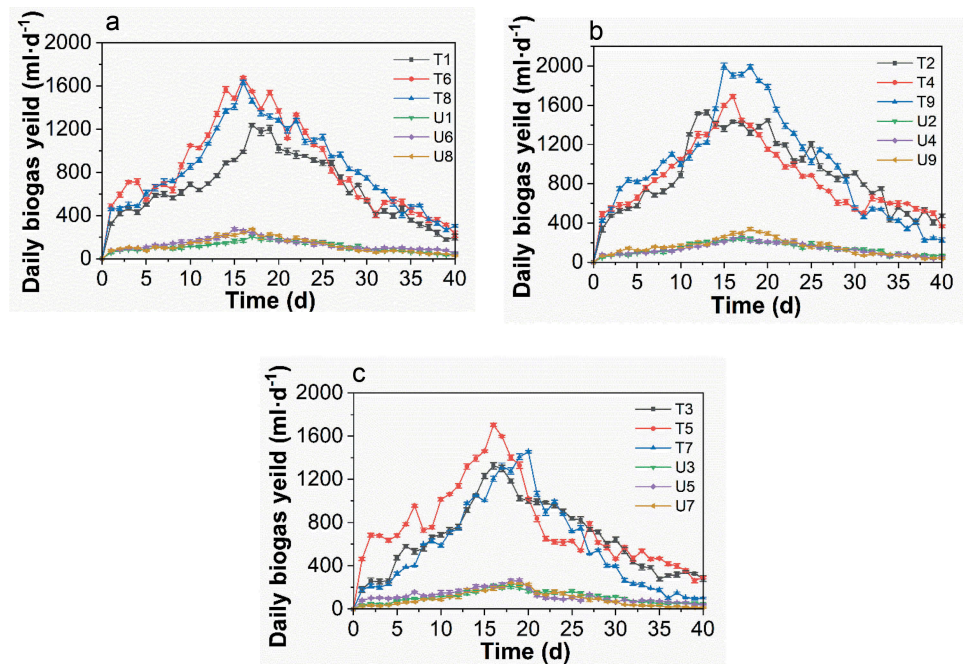 a
Daily biogas yeild (ml·d⁻¹)
2000
1600
1200
800
400
0
T1
T6
T8
U1
U6
U8
0 5 10 15 20 25 30 35 40
Time (d)
b
Daily biogas yeild (ml·d⁻¹)
2000
1600
1200
800
400
0
T2
T4
T9
U2
U4
U9
0 5 10 15 20 25 30 35 40
Time (d)
c
Daily biogas yeild (ml·d⁻¹)
2000
1600
1200
800
400
0
T3
T5
T7
U3
U5
U7
0 5 10 15 20 25 30 35 40
Time (d)